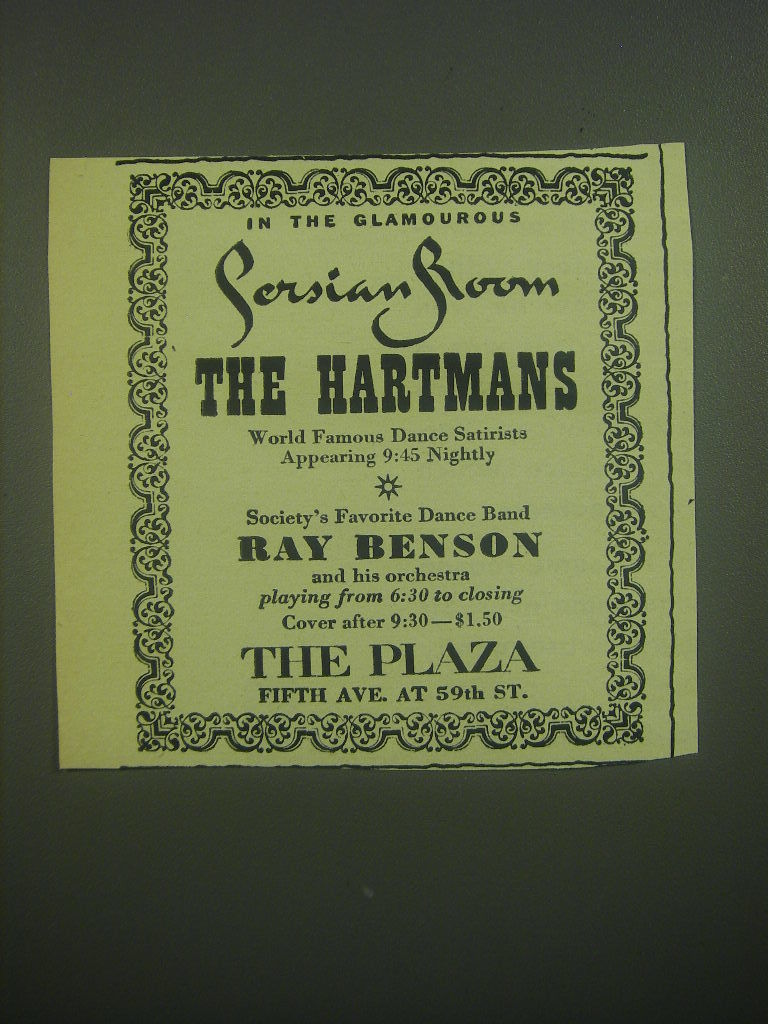 IN THE GLAMOUROUS
Persian Room
THE HARTMANS
World Famous Dance Satirists
Appearing 9:45 Nightly
Society's Favorite Dance Band
RAY BENSON
and his orchestra
playing from 6:30 to closing
Cover after 9:30—$1.50
THE PLAZA
FIFTH AVE. AT 59th ST.